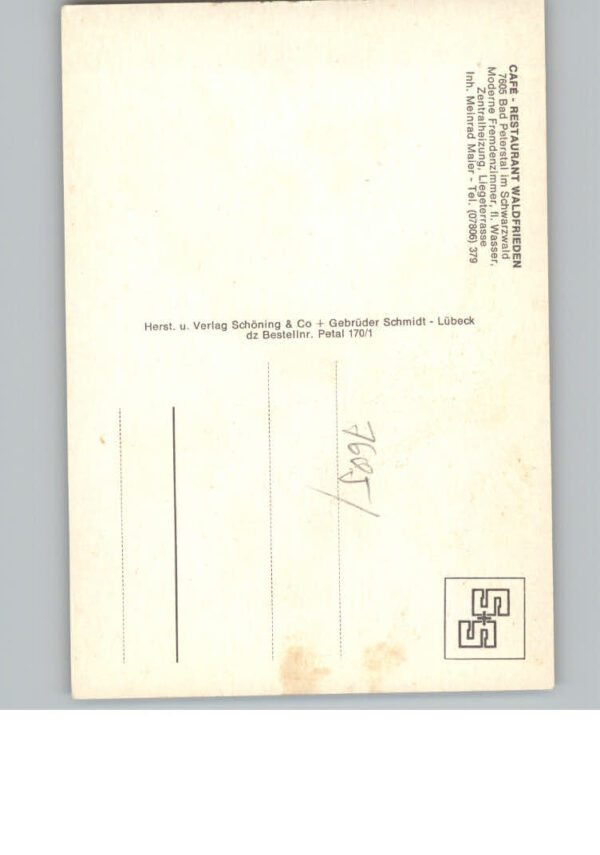 CAFÉ - RESTAURANT WALDFRIEDEN
7605 Bad Peterstal im Schwarzwald
Moderne Fremdenzimmer, fl. Wasser,
Zentralheizung, Liegeterrasse
Inh. Meinrad Maier - Tel. (07806) 379
Herst. u. Verlag Schöning & Co + Gebrüder Schmidt - Lübeck
dz Bestellnr. Petal 170/1
7605/
S+S